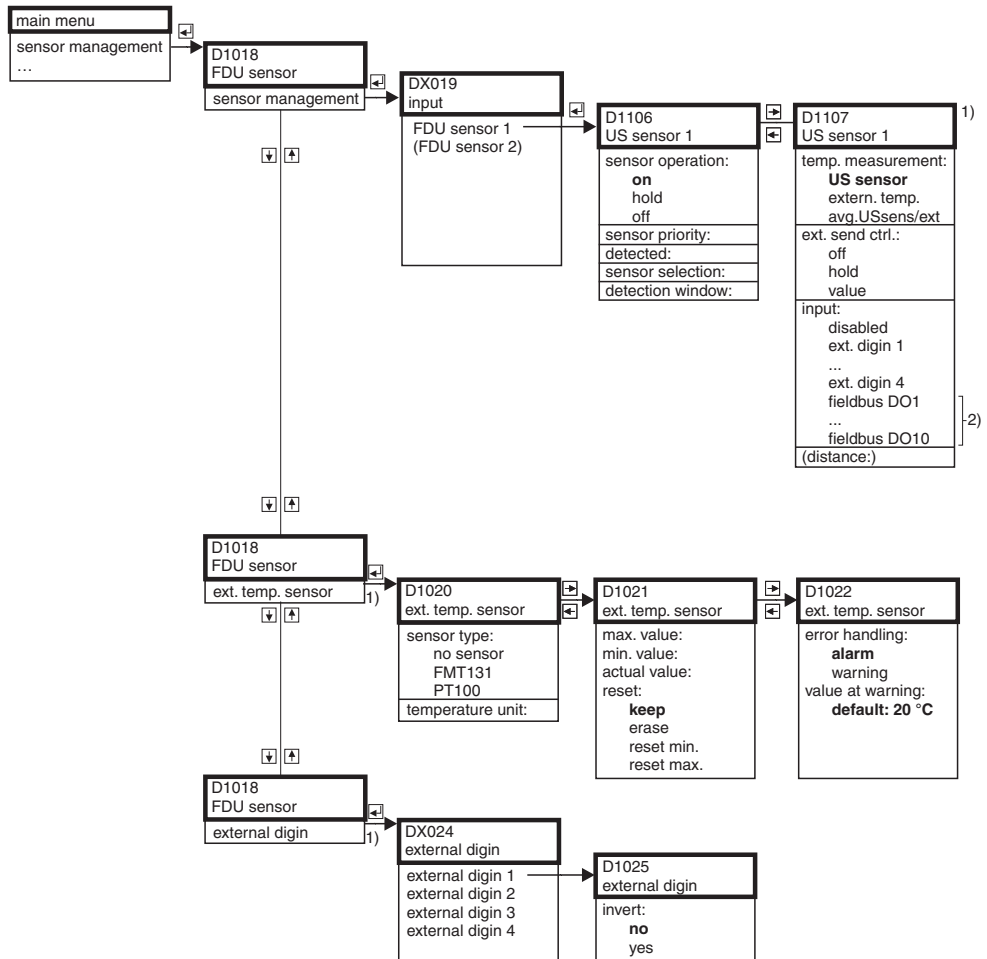 main menu
sensor management
…
D1018
FDU sensor
sensor management
DX019
input
FDU sensor 1
(FDU sensor 2)
D1106
US sensor 1
sensor operation:
on
hold
off
sensor priority:
detected:
sensor selection:
detection window:
D1107
US sensor 1
1)
temp. measurement:
US sensor
extern. temp.
avg.USsens/ext
ext. send ctrl.:
off
hold
value
input:
disabled
ext. digin 1
...
ext. digin 4
fieldbus DO1
...
fieldbus DO10
2)
(distance:)
D1018
FDU sensor
ext. temp. sensor
1)
D1020
ext. temp. sensor
sensor type:
no sensor
FMT131
PT100
temperature unit:
D1021
ext. temp. sensor
max. value:
min. value:
actual value:
reset:
keep
erase
reset min.
reset max.
D1022
ext. temp. sensor
error handling:
alarm
warning
value at warning:
default: 20 °C
D1018
FDU sensor
external digin
1)
DX024
external digin
external digin 1
external digin 2
external digin 3
external digin 4
D1025
external digin
invert:
no
yes